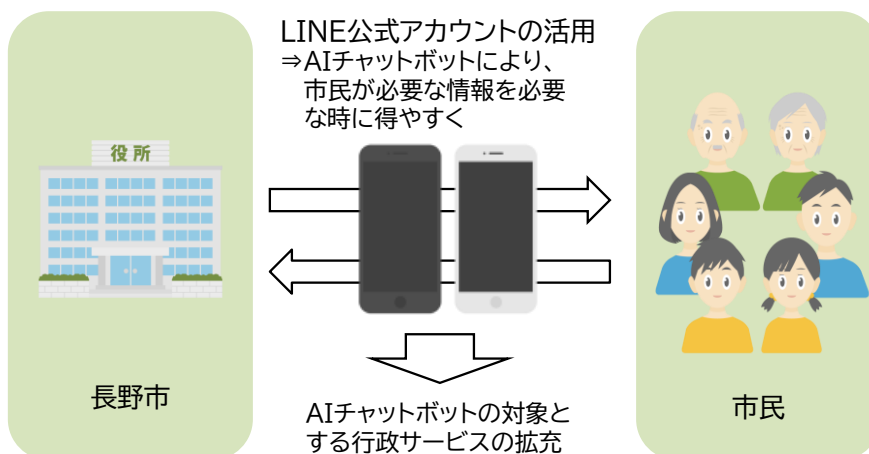 LINE公式アカウントの活用
⇒AIチャットボットにより、
市民が必要な情報を必要
な時に得やすく
役所
長野市
市民
AIチャットボットの対象と
する行政サービスの拡充